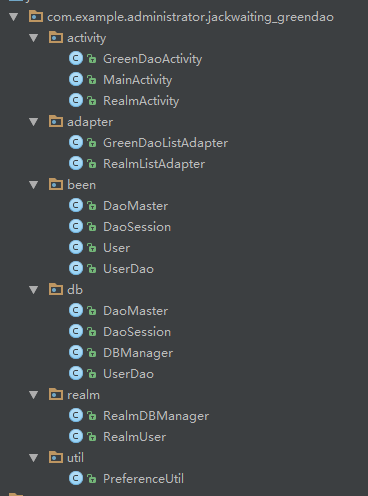 com.example.administrator.jackwaiting_greendao
activity
GreenDaoActivity
MainActivity
RealmActivity
adapter
GreenDaoListAdapter
RealmListAdapter
been
DaoMaster
DaoSession
User
UserDao
db
DaoMaster
DaoSession
DBManager
UserDao
realm
RealmDBManager
RealmUser
util
PreferenceUtil